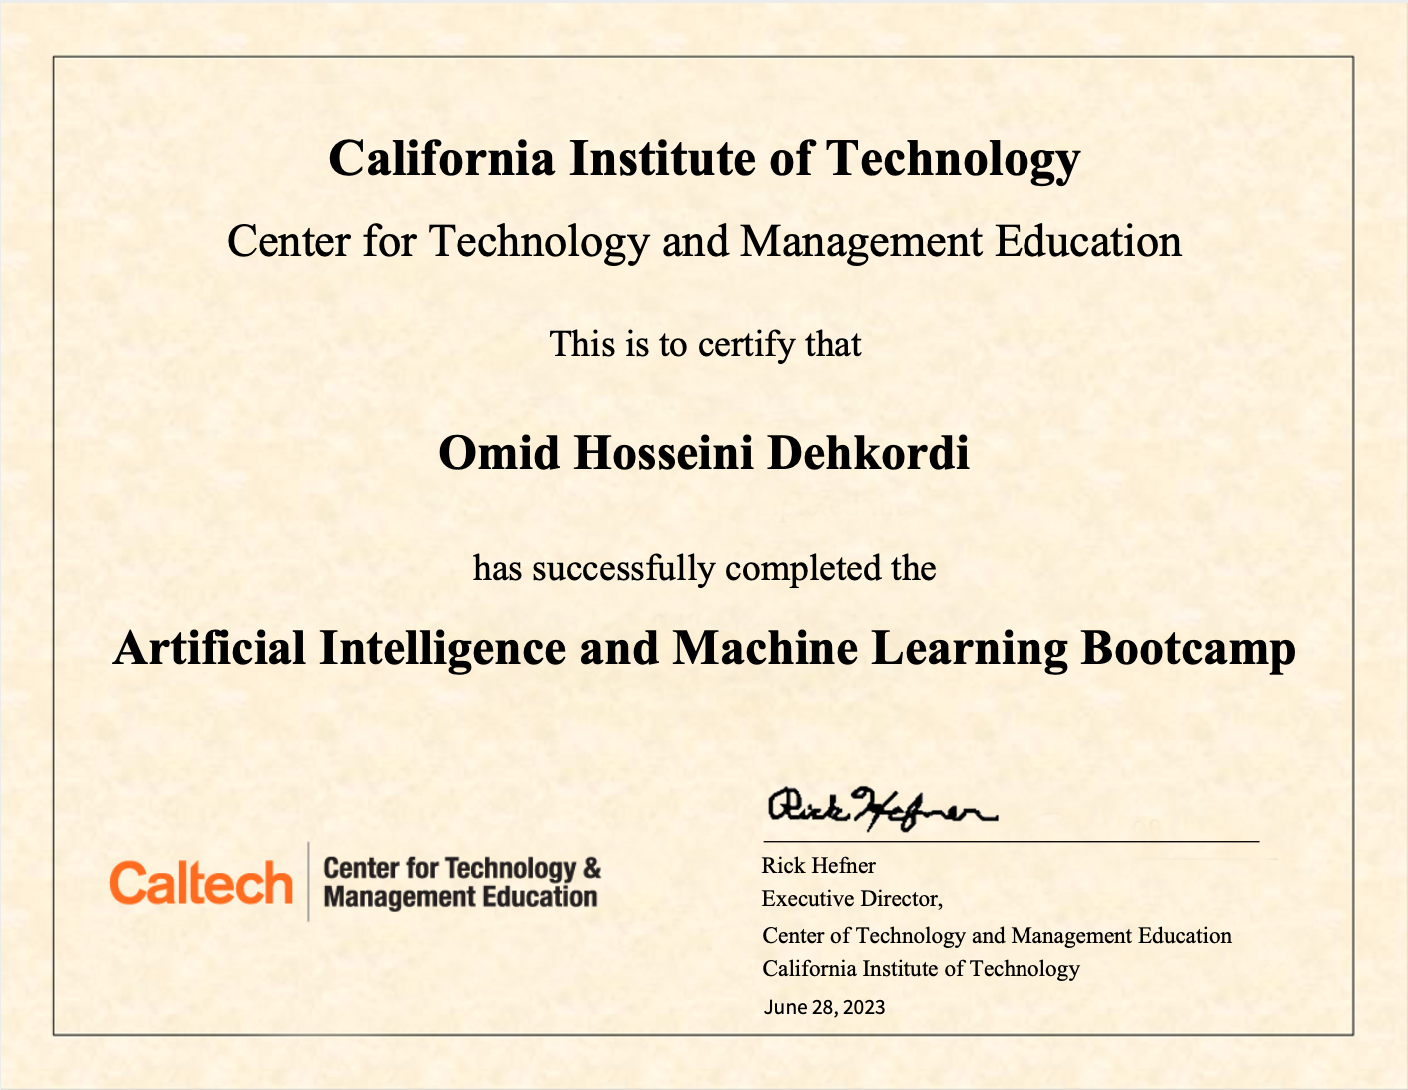 California Institute of Technology
Center for Technology and Management Education
This is to certify that
Omid Hosseini Dehkordi
has successfully completed the
Artificial Intelligence and Machine Learning Bootcamp
Caltech
Center for Technology &
Management Education
Rick Hefner
Rick Hefner
Executive Director,
Center of Technology and Management Education
California Institute of Technology
June 28, 2023